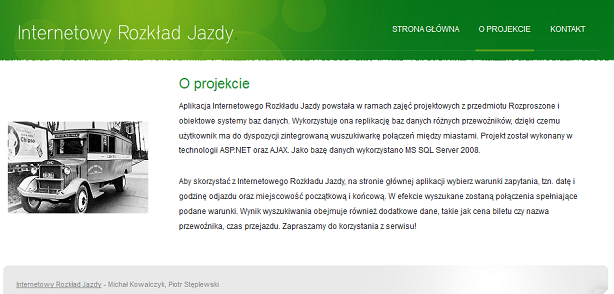 Internetowy Rozkład Jazdy
STRONA GŁÓWNA O PROJEKCIE KONTAKT
O projekcie
Aplikacja Internetowego Rozkładu Jazdy powstała w ramach zajęć projektowych z przedmiotu Rozproszone i
obiektowe systemy baz danych. Wykorzystuje ona replikację baz danych różnych przewoźników, dzięki czemu
użytkownik ma do dyspozycji zintegrowaną wuszukiwarkę połączeń między miastami. Projekt został wykonany w
technologii ASP.NET oraz AJAX. Jako bazę danych wykorzystano MS SQL Server 2008.
Aby skorzystać z Internetowego Rozkładu Jazdy, na stronie głównej aplikacji wybierz warunki zapytania, tzn. datę i
godzinę odjazdu oraz miejscowość początkową i końcową. W efekcie wyszukane zostaną połączenia spełniające
podane warunki. Wynik wyszukiwania obejmuje również dodatkowe dane, takie jak cena biletu czy nazwa
przewoźnika, czas przejazdu. Zapraszamy do korzystania z serwisu!
Internetowy Rozkład Jazdy - Michał Kowalczyk, Piotr Stęplewski